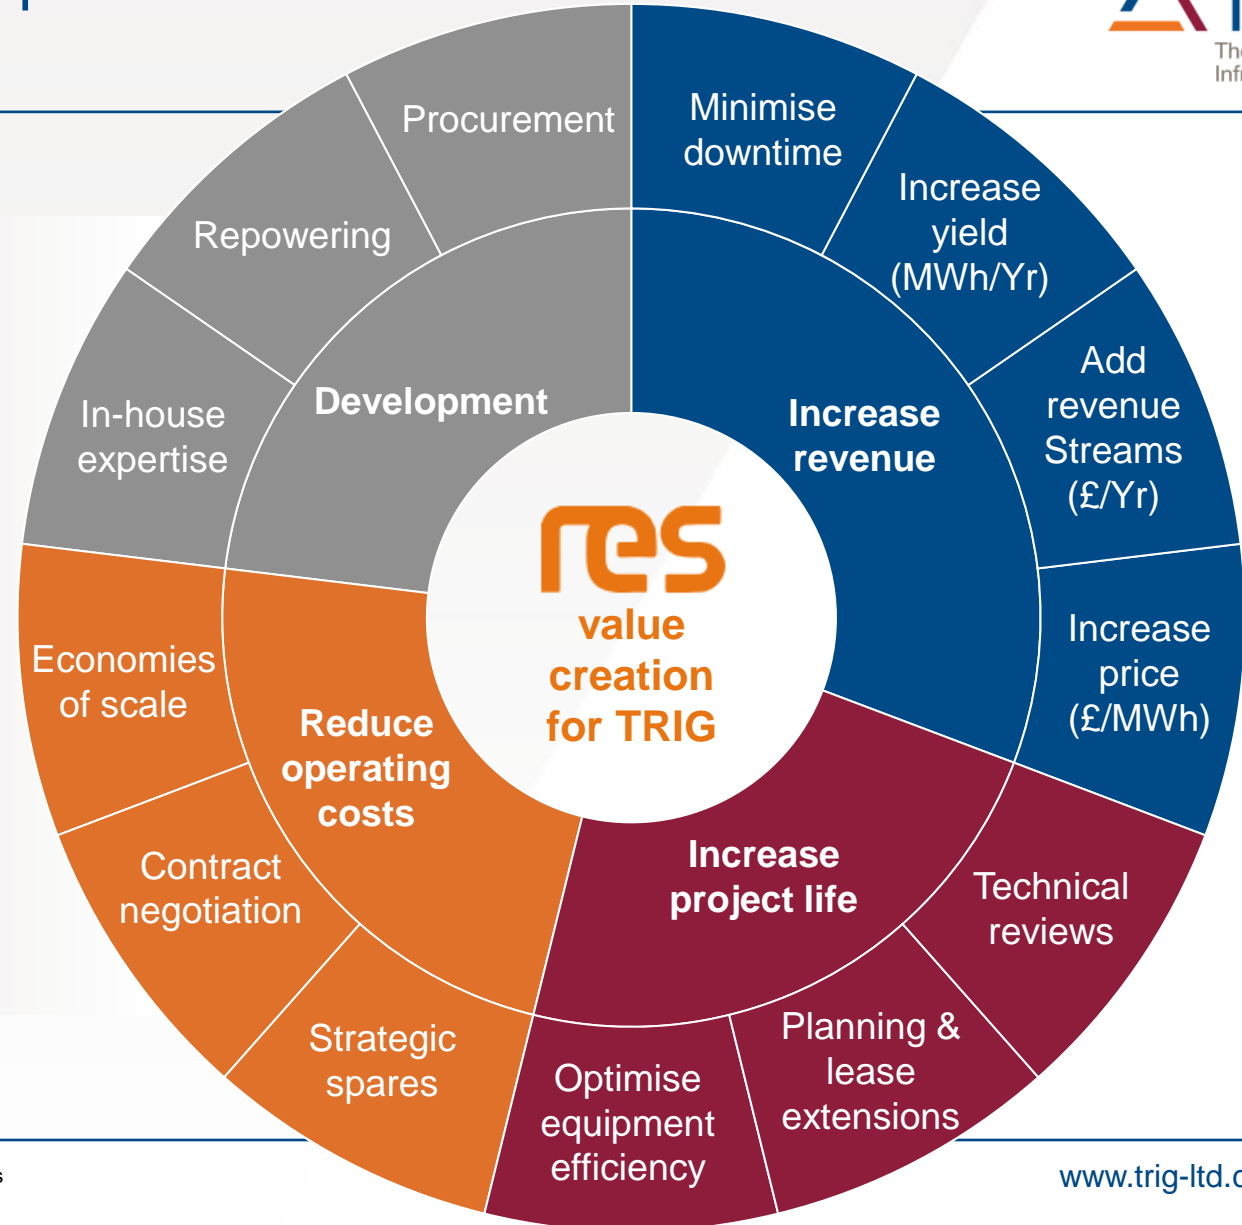 The
Infr
Procurement
Minimise
downtime
Repowering
Increase
yield
(MWh/Yr)
In-house
expertise
Development
Increase
revenue
Add
revenue
Streams
(£/Yr)
res
value
creation
for TRIG
Economies
of scale
Reduce
operating
costs
Increase
price
(£/MWh)
Contract
negotiation
Increase
project life
Technical
reviews
Strategic
spares
Optimise
equipment
efficiency
Planning &
lease
extensions
s
www.trig-ltd.c